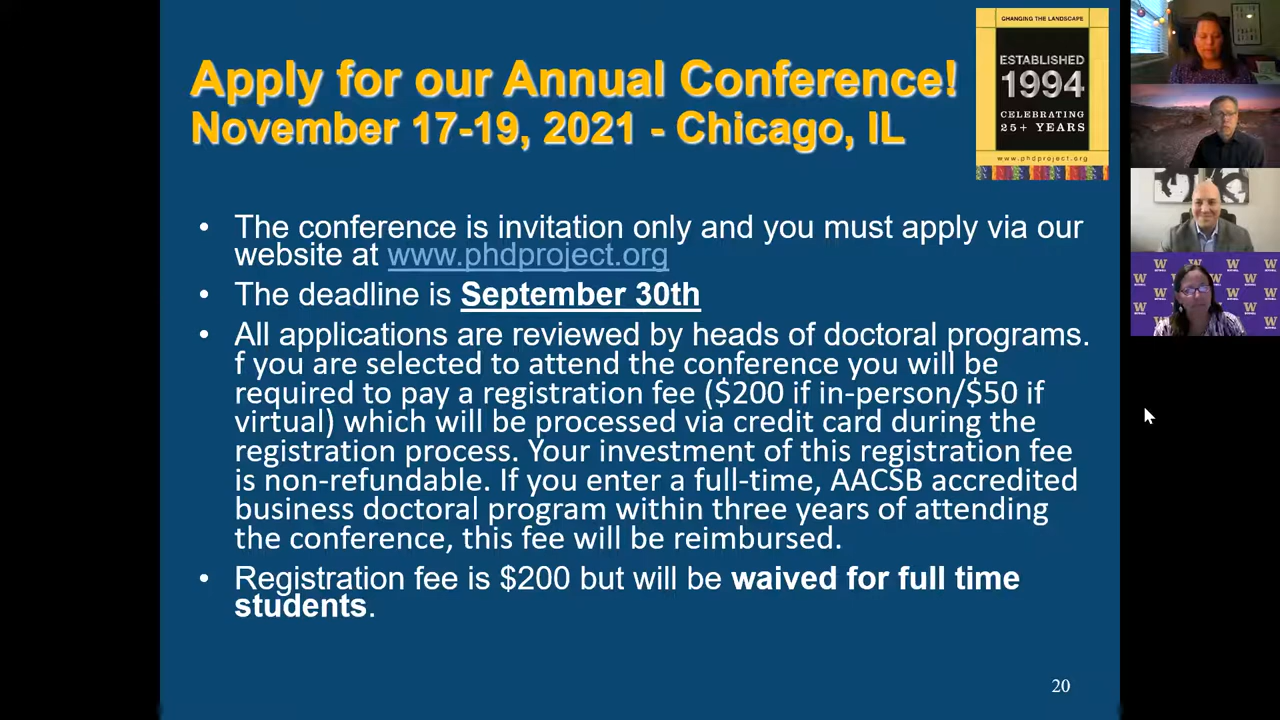 Apply for our Annual Conference!
November 17-19, 2021 - Chicago, IL
CHANGING THE LANDSCAPE
ESTABLISHED
1994
CELEBRATING
25+ YEARS
www.phdproject.org
• The conference is invitation only and you must apply via our
website at www.phdproject.org
• The deadline is September 30th
• All applications are reviewed by heads of doctoral programs.
f you are selected to attend the conference you will be
required to pay a registration fee ($200 if in-person/$50 if
virtual) which will be processed via credit card during the
registration process. Your investment of this registration fee
is non-refundable. If you enter a full-time, AACSB accredited
business doctoral program within three years of attending
the conference, this fee will be reimbursed.
• Registration fee is $200 but will be waived for full time
students.
20